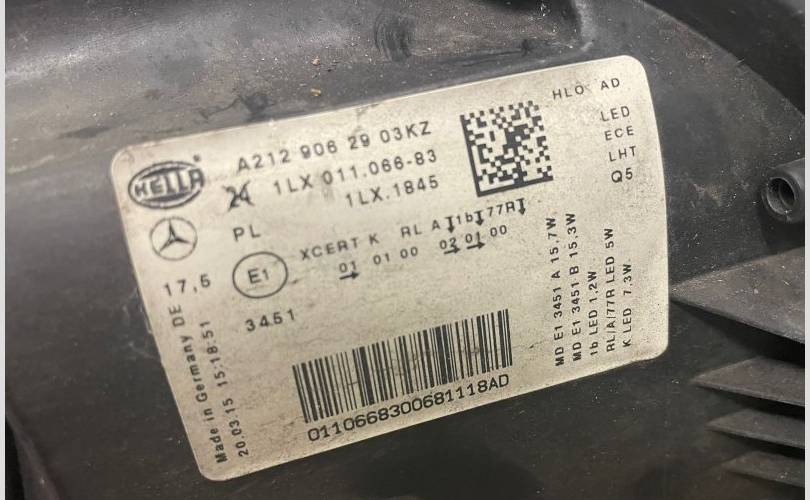 HELLA
A212 906 29 03KZ
1LX 011.066-83
1LX.1845
HLO AD
LED
ECE
LHT
Q5
PL
17,5
E1
3451
XCERT K RL A 1b 77R
01 01 00 02 01 00
MD E1 3451 A 15,7W
MD E1 3451 B 15,3W
1b LED 1,2W
RL/A/77R LED 5W
K LED 7,3W
Made in Germany DE
20.03.15 15:18:51
0110668300681118AD